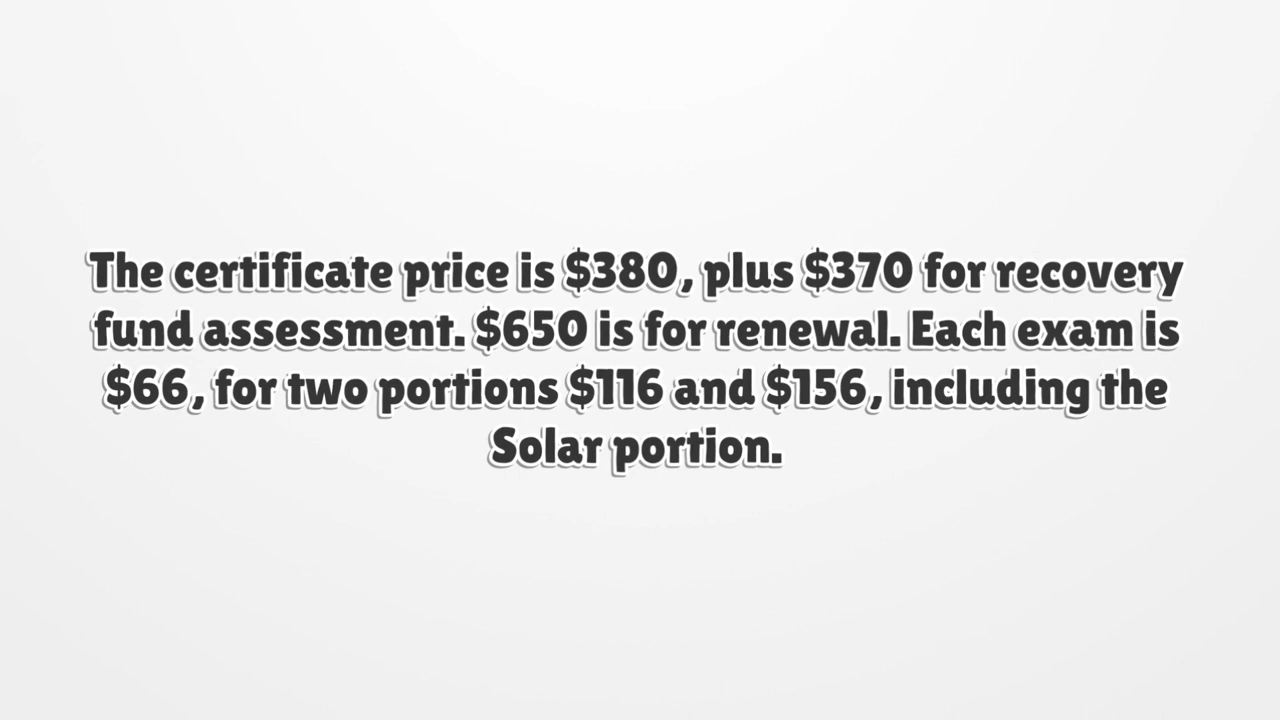 The certificate price is $380, plus $370 for recovery
fund assessment. $650 is for renewal. Each exam is
$66, for two portions $116 and $156, including the
Solar portion.